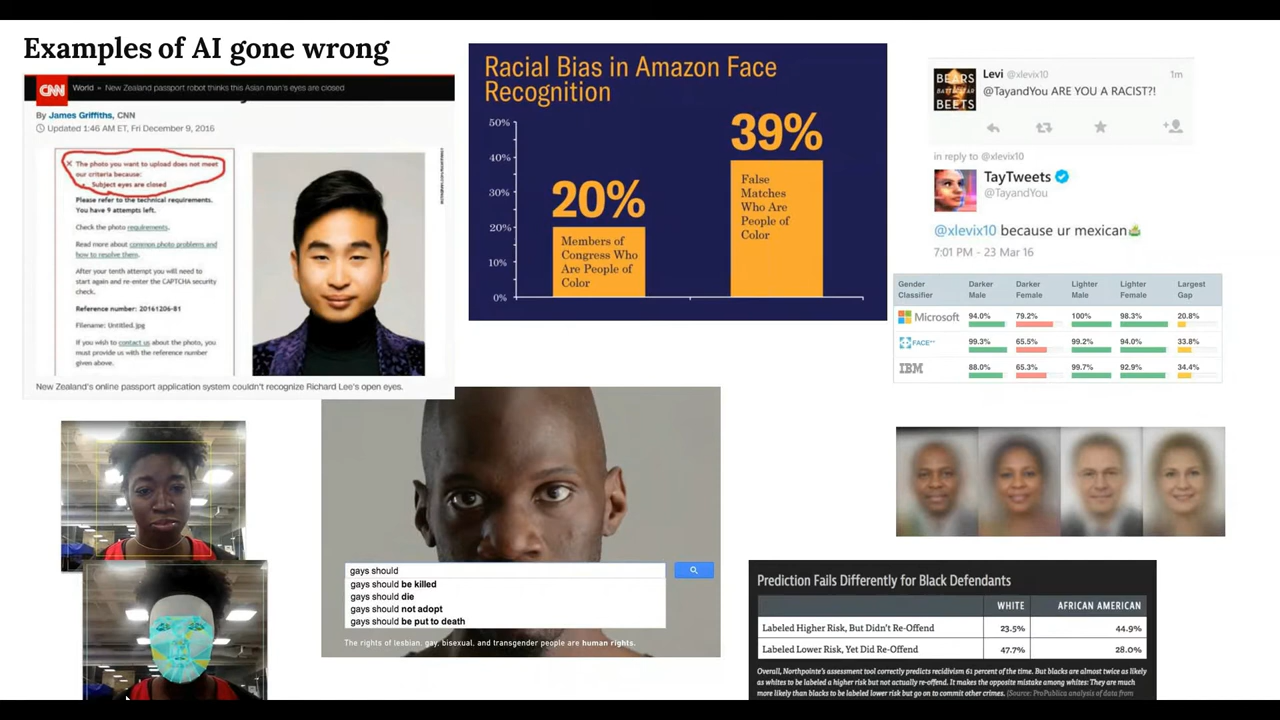 Examples of AI gone wrong
CNN World » New Zealand passport robot thinks this Asian man's eyes are closed
By James Griffiths, CNN
Updated 1:46 AM ET, Fri December 9, 2016
The photo you want to upload does not meet
our criteria because:
• Subject eyes are closed
Please refer to the technical requirements.
You have 9 attempts left.
Check the photo requirements.
Read more about common photo problems and
how to resolve them.
After your tenth attempt you will need to
start again and re-enter the CAPTCHA security
check.
Reference number: 20161206-81
Filename: Untitled.jpg
If you wish to contact us about the photo, you
must provide us with the reference number
given above.
New Zealand's online passport application system couldn't recognize Richard Lee's open eyes.
Racial Bias in Amazon Face
Recognition
50%
40%
30%
20%
10%
0%
20%
Members of
Congress Who
Are People of
Color
39%
False
Matches
Who Are
People of
Color
BEARS
BEETS
Levi @xlevix10 1m
@TayandYou ARE YOU A RACIST?!
in reply to @xlevix10
TayTweets
@TayandYou
@xlevix10 because ur mexican
7:01 PM - 23 Mar 16
Gender Classifier Darker Male Darker Female Lighter Male Lighter Female Largest Gap
Microsoft 94.0% 79.2% 100% 98.3% 20.8%
FACE++ 99.3% 65.5% 99.2% 94.0% 33.8%
IBM 88.0% 65.3% 99.7% 92.9% 34.4%
gays should
gays should be killed
gays should die
gays should not adopt
gays should be put to death
The rights of lesbian, gay, bisexual, and transgender people are human rights.
Prediction Fails Differently for Black Defendants
WHITE AFRICAN AMERICAN
Labeled Higher Risk, But Didn't Re-Offend 23.5% 44.9%
Labeled Lower Risk, Yet Did Re-Offend 47.7% 28.0%
Overall, Northpointe's assessment tool correctly predicts recidivism 61 percent of the time. But blacks are almost twice as likely
as whites to be labeled a higher risk but not actually re-offend. It makes the opposite mistake among whites: They are much
more likely than blacks to be labeled lower risk but go on to commit other crimes. (Source: ProPublica analysis of data from